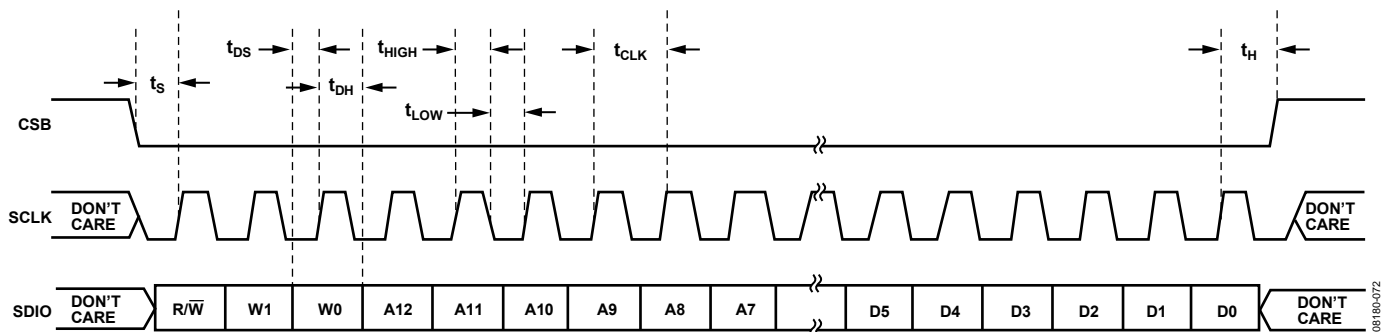 tDS
tHIGH
tCLK
tH
tS
tDH
tLOW
CSB
SCLK
DON'T
CARE
DON'T
CARE
SDIO
DON'T
CARE
R/W̅
W1
W0
A12
A11
A10
A9
A8
A7
D5
D4
D3
D2
D1
D0
DON'T
CARE
08180-072